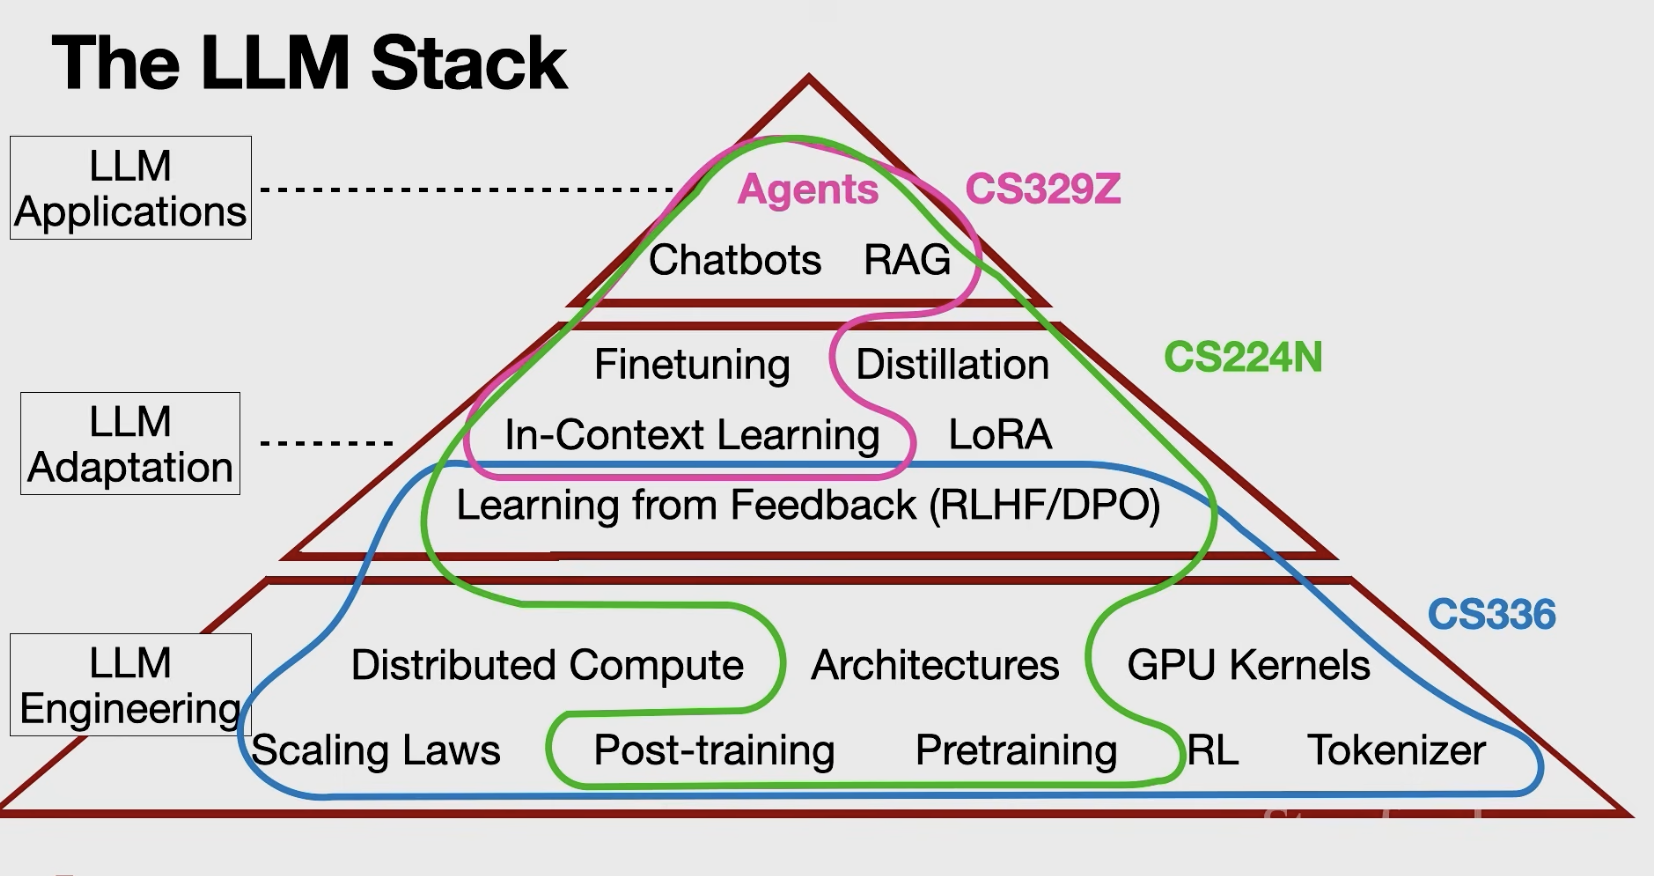 The LLM Stack
LLM
Applications
Agents
CS329Z
Chatbots RAG
LLM
Adaptation
Finetuning Distillation
CS224N
In-Context Learning LoRA
Learning from Feedback (RLHF/DPO)
LLM
Engineering
CS336
Distributed Compute Architectures GPU Kernels
Scaling Laws Post-training Pretraining RL Tokenizer